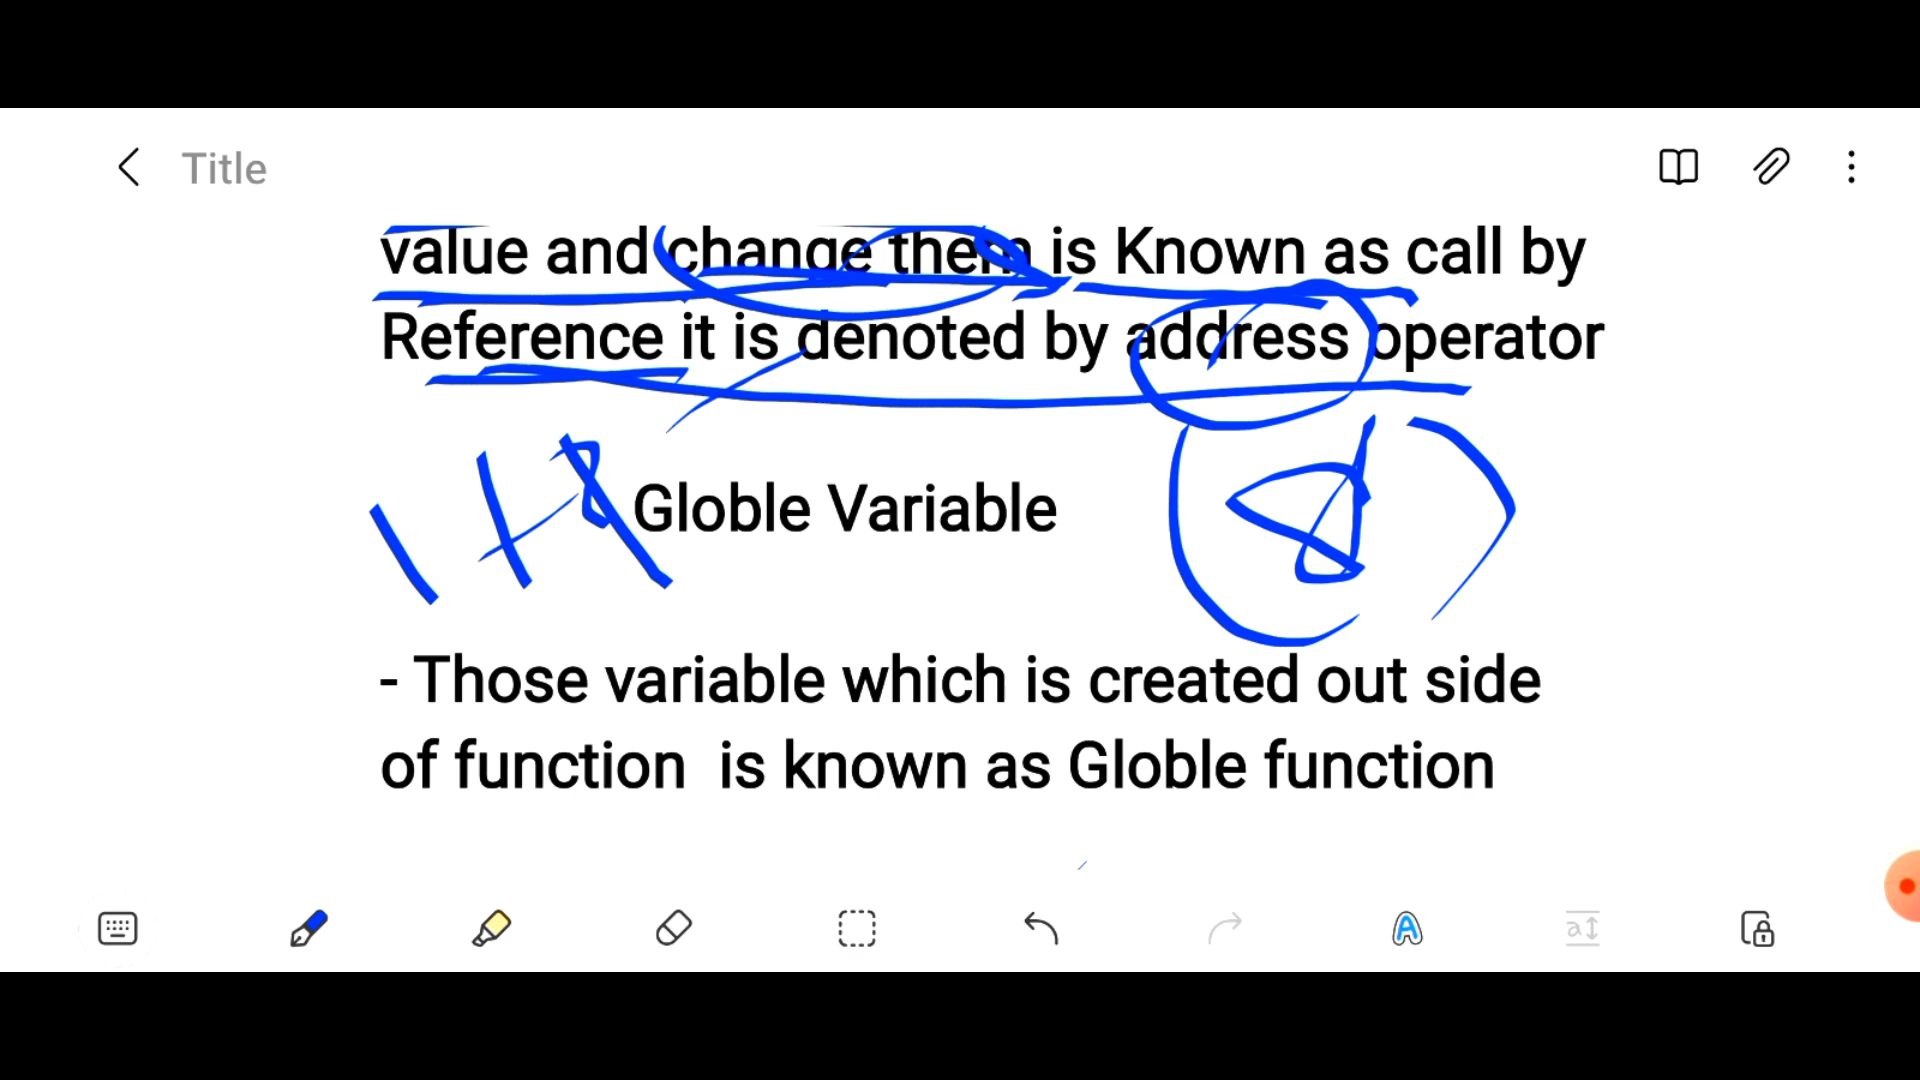 Title
value and change them is Known as call by
Reference it is denoted by address operator
Globle Variable
- Those variable which is created out side
of function is known as Globle function